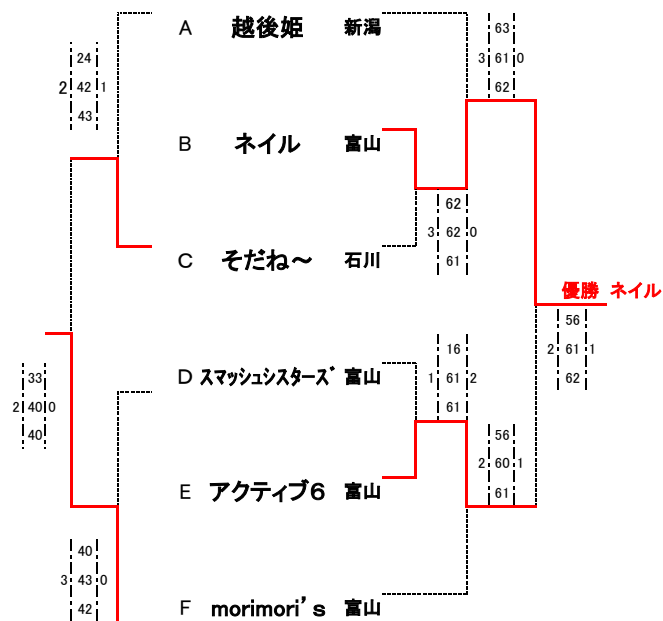 A 越後姫 新潟
63
3 61 0
62
24
2 42 1
43
B ネイル 富山
62
3 62 0
61
C そだね～ 石川
優勝 ネイル
56
2 61 1
62
16
1 61 2
61
D スマッシュシスターズ 富山
33
2 40 0
40
56
2 60 1
61
E アクティブ６ 富山
40
3 43 0
42
F morimori’s 富山